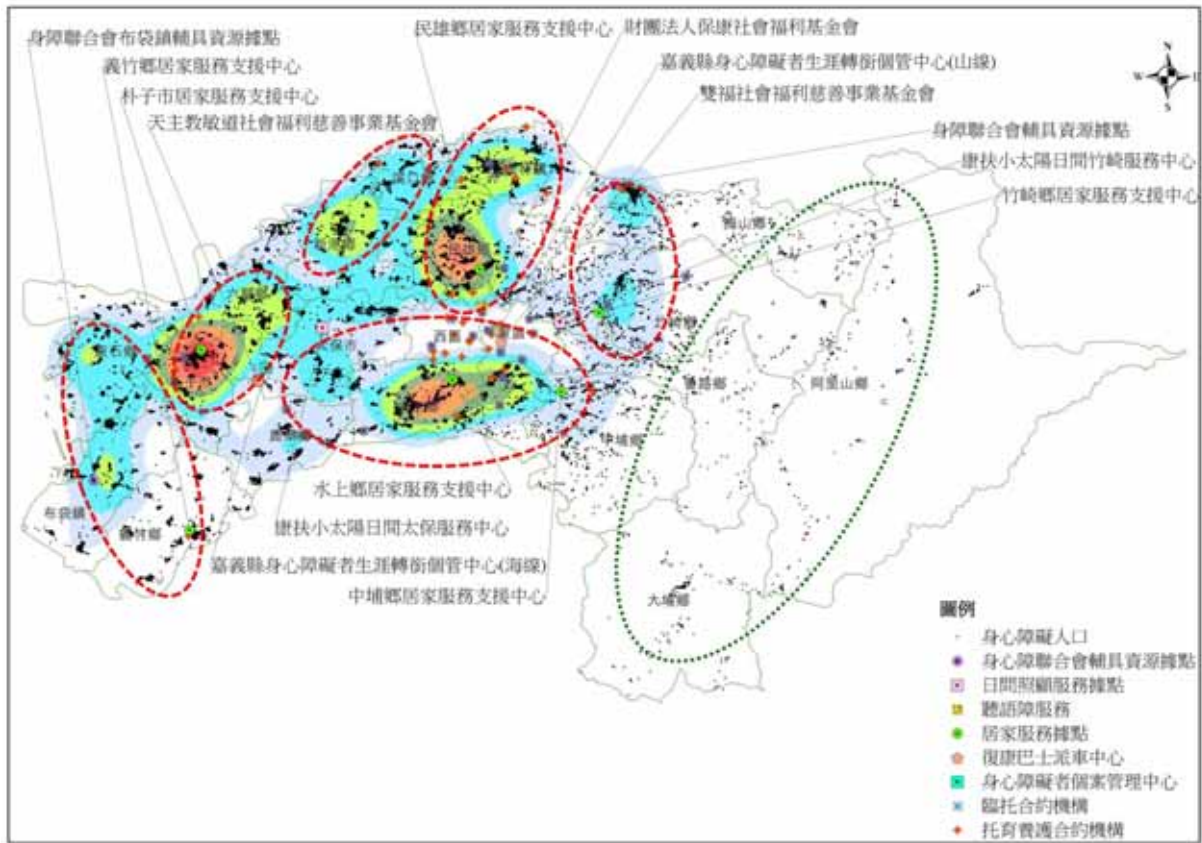 民雄鄉居家服務支援中心
財團法人保康社會福利基金會
身障聯合會布袋鎮輔具資源據點
義竹鄉居家服務支援中心
嘉義縣身心障礙者生涯轉銜個管中心(山線)
朴子市居家服務支援中心
雙福社會福利慈善事業基金會
天主教敏道社會福利慈善事業基金會
身障聯合會輔具資源據點
康扶小太陽日間竹崎服務中心
竹崎鄉居家服務支援中心
N
W
E
S
梅山鄉
西區
阿里山鄉
中埔鄉
布袋鎮
義竹鄉
大埔鄉
水上鄉居家服務支援中心
康扶小太陽日間太保服務中心
嘉義縣身心障礙者生涯轉銜個管中心(海線)
中埔鄉居家服務支援中心
圖例
身心障礙人口
身心障聯合會輔具資源據點
日間照顧服務據點
聽語障服務
居家服務據點
復康巴士派車中心
身心障礙者個案管理中心
臨托合約機構
托育養護合約機構